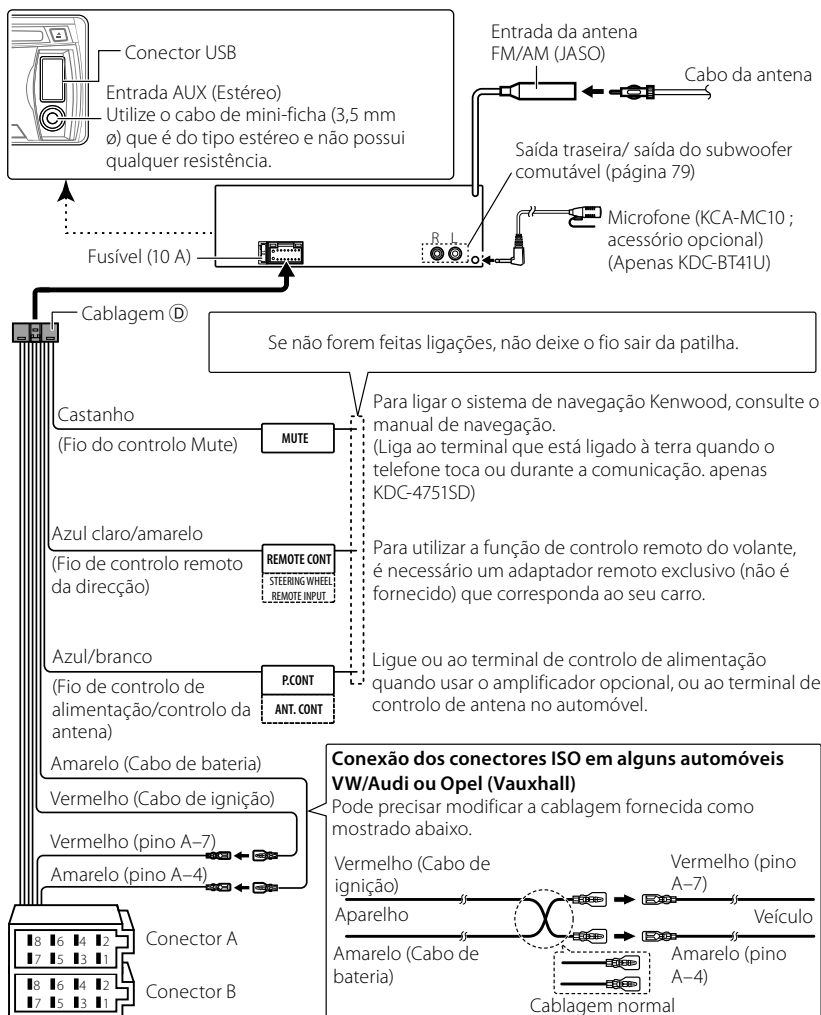 Conector USB
Entrada AUX (Estéreo)
Utilize o cabo de mini-ficha (3,5 mm
ø) que é do tipo estéreo e não possui
qualquer resistência.
Entrada da antena
FM/AM (JASO)
Cabo da antena
Saída traseira/ saída do subwoofer
comutável (página 79)
R L
Microfone (KCA-MC10 ;
acessório opcional)
(Apenas KDC-BT41U)
Fusível (10 A)
Cablagem Ⓓ
Se não forem feitas ligações, não deixe o fio sair da patilha.
Castanho
(Fio do controlo Mute)
MUTE
Para ligar o sistema de navegação Kenwood, consulte o
manual de navegação.
(Liga ao terminal que está ligado à terra quando o
telefone toca ou durante a comunicação. apenas
KDC-4751SD)
Azul claro/amarelo
(Fio de controlo remoto
da direcção)
REMOTE CONT
STEERING WHEEL
REMOTE INPUT
Para utilizar a função de controlo remoto do volante,
é necessário um adaptador remoto exclusivo (não é
fornecido) que corresponda ao seu carro.
Azul/branco
(Fio de controlo de
alimentação/controlo da
antena)
P.CONT
ANT. CONT
Ligue ou ao terminal de controlo de alimentação
quando usar o amplificador opcional, ou ao terminal de
controlo de antena no automóvel.
Amarelo (Cabo de bateria)
Vermelho (Cabo de ignição)
Vermelho (pino A–7)
Amarelo (pino A–4)
8 6 4 2
7 5 3 1
Conector A
8 6 4 2
7 5 3 1
Conector B
Conexão dos conectores ISO em alguns automóveis
VW/Audi ou Opel (Vauxhall)
Pode precisar modificar a cablagem fornecida como
mostrado abaixo.
Vermelho (Cabo de
ignição)
Vermelho (pino
A–7)
Aparelho
Veículo
Amarelo (Cabo de
bateria)
Amarelo (pino
A–4)
Cablagem normal